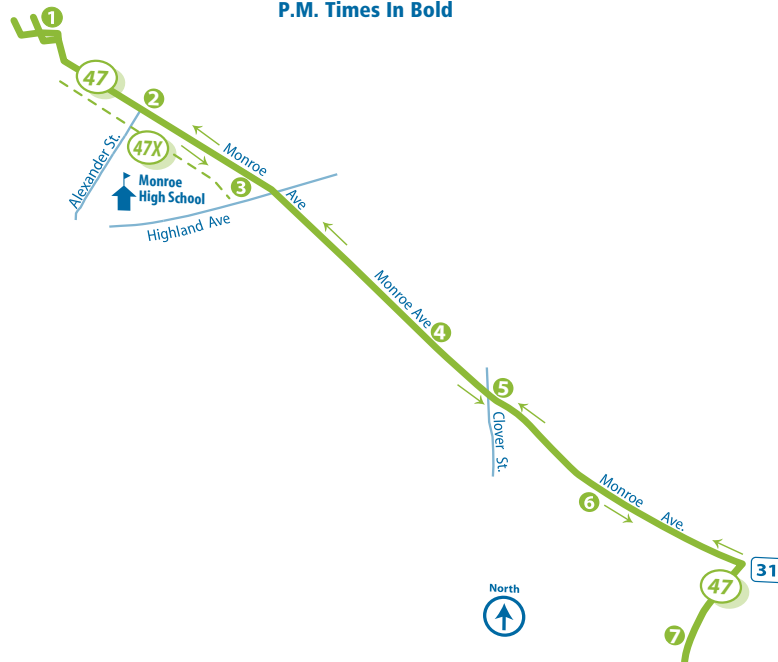 P.M. Times In Bold
1
47
2
Alexander St.
47X
Monroe
Monroe
High School
3
Ave
Highland Ave
Monroe Ave
4
5
Clover St.
6
Monroe
Ave.
31
47
North
7